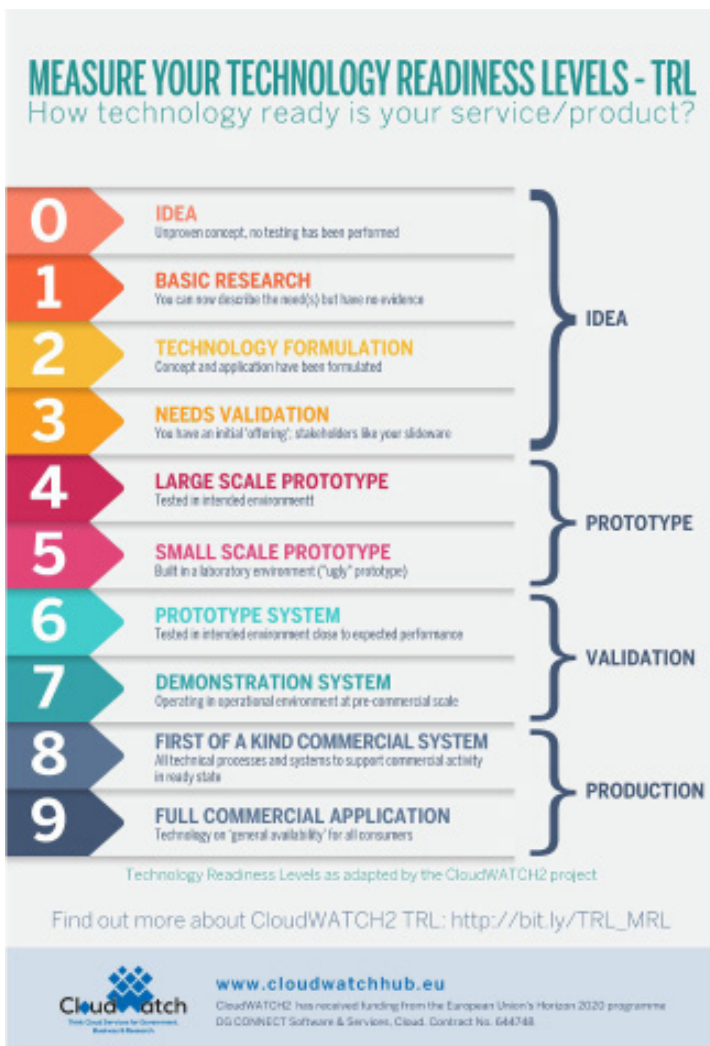 MEASURE YOUR TECHNOLOGY READINESS LEVELS - TRL
How technology ready is your service/product?
0
IDEA
Unproven concept, no testing has been performed
1
BASIC RESEARCH
You can now describe the need(s) but have no evidence
2
TECHNOLOGY FORMULATION
Concept and application have been formulated
3
NEEDS VALIDATION
You have an initial 'offering'; stakeholders like your slideware
IDEA
4
LARGE SCALE PROTOTYPE
Tested in intended environmentt
5
SMALL SCALE PROTOTYPE
Built in a laboratory environment ("ugly" prototype)
PROTOTYPE
6
PROTOTYPE SYSTEM
Tested in intended environment close to expected performance
7
DEMONSTRATION SYSTEM
Operating in operational environment at pre-commercial scale
VALIDATION
8
FIRST OF A KIND COMMERCIAL SYSTEM
All technical processes and systems to support commercial activity
in ready state
9
FULL COMMERCIAL APPLICATION
Technology on 'general availability' for all consumers
PRODUCTION
Technology Readiness Levels as adapted by the CloudWATCH2 project
Find out more about CloudWATCH2 TRL: http://bit.ly/TRL_MRL
CloudWatch
Think Cloud Services for Government,
Business & Research
www.cloudwatchhub.eu
CloudWATCH2 has received funding from the European Union's Horizon 2020 programme
DG CONNECT Software & Services, Cloud. Contract No. 644748